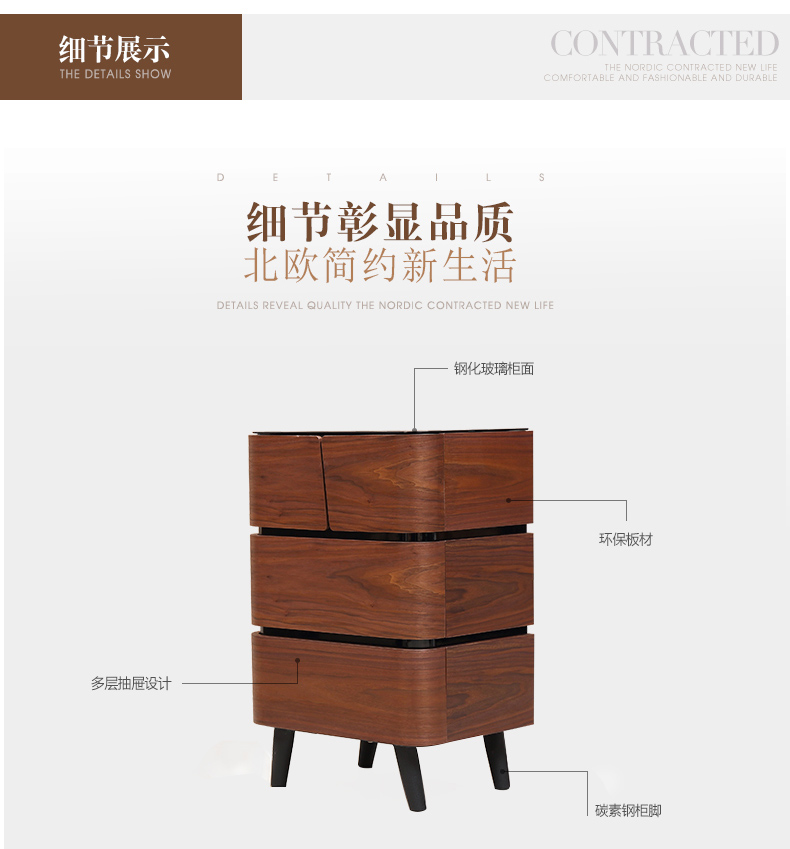 细节展示
THE DETAILS SHOW
CONTRACTED
THE NORDIC CONTRACTED NEW LIFE
COMFORTABLE AND FASHIONABLE AND DURABLE
DETAILS
细节彰显品质
北欧简约新生活
DETAILS REVEAL QUALITY THE NORDIC CONTRACTED NEW LIFE
钢化玻璃柜面
环保板材
多层抽屉设计
碳素钢柜脚